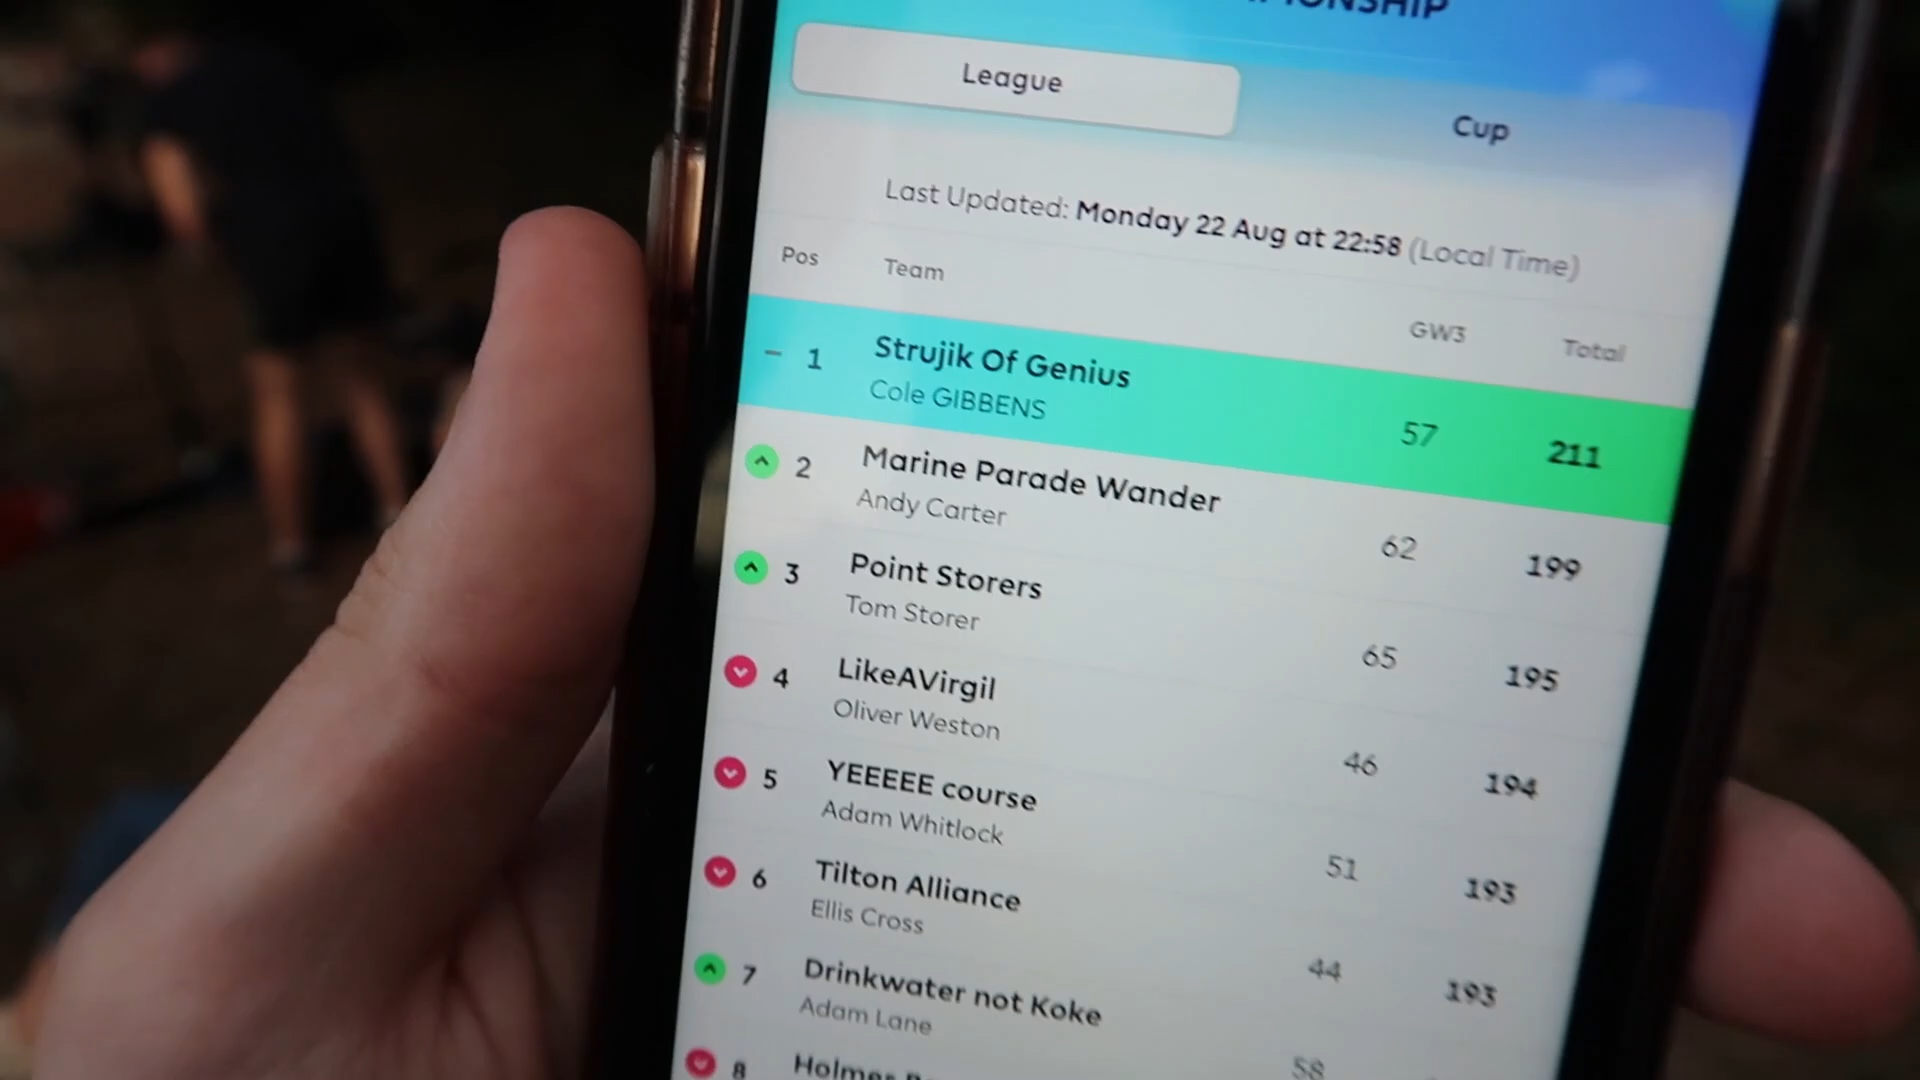 League
Cup
Last Updated: Monday 22 Aug at 22:58 (Local Time)
Pos Team GW3 Total
1 Strujik Of Genius 57 211
Cole GIBBENS
2 Marine Parade Wander 62 199
Andy Carter
3 Point Storers 65 195
Tom Storer
4 LikeAVirgil 46 194
Oliver Weston
5 YEEEEE course 51 193
Adam Whitlock
6 Tilton Alliance 44 193
Ellis Cross
7 Drinkwater not Koke 58
Adam Lane
8